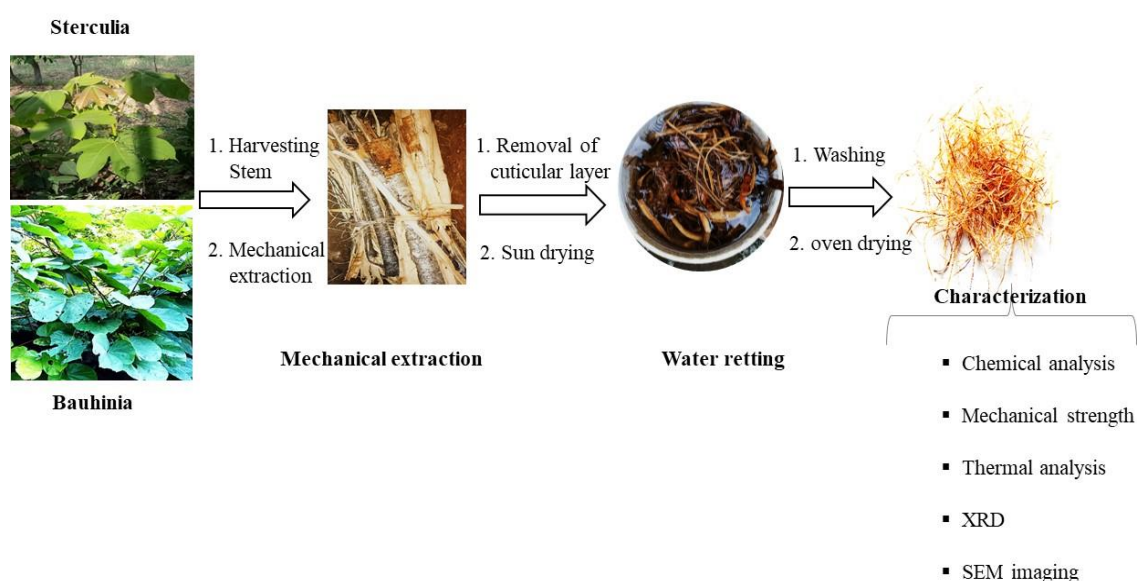 Sterculia
Bauhinia
1. Harvesting
Stem
2. Mechanical
extraction
Mechanical extraction
1. Removal of
cuticular layer
2. Sun drying
Water retting
1. Washing
2. oven drying
Characterization
▪ Chemical analysis
▪ Mechanical strength
▪ Thermal analysis
▪ XRD
▪ SEM imaging